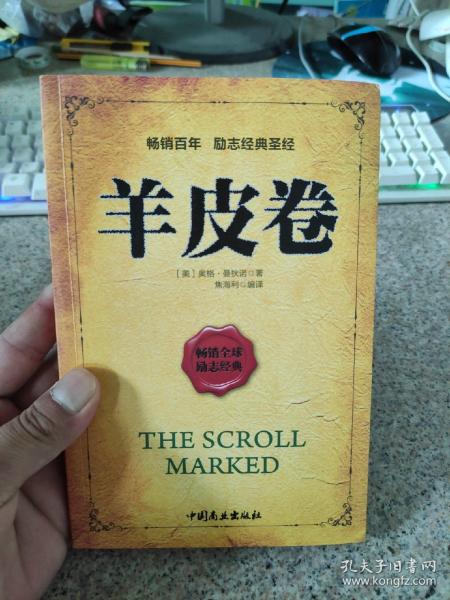 畅销百年 励志经典圣经
羊皮卷
[美]奥格·曼狄诺◎著
焦海利◎编译
畅销全球
励志经典
THE SCROLL
MARKED
中国商业出版社
孔夫子旧书网
www.kongfz.com